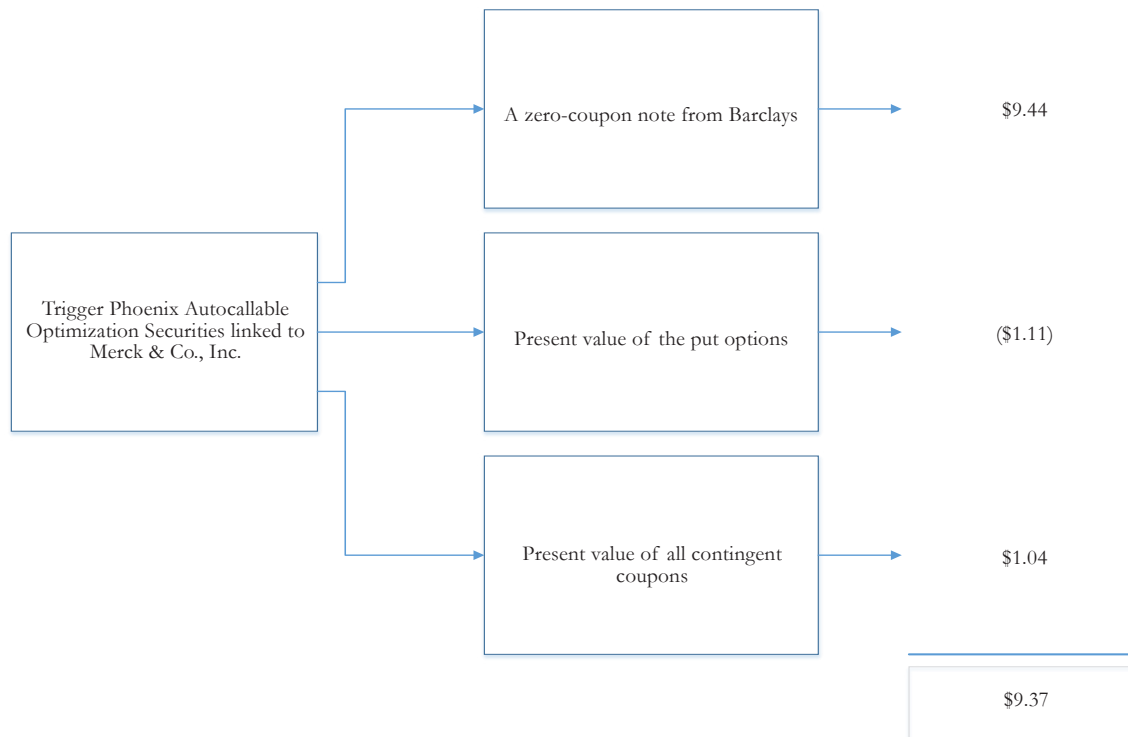 A zero-coupon note from Barclays
$9.44
Trigger Phoenix Autocallable
Optimization Securities linked to
Merck & Co., Inc.
Present value of the put options
($1.11)
Present value of all contingent
coupons
$1.04
$9.37